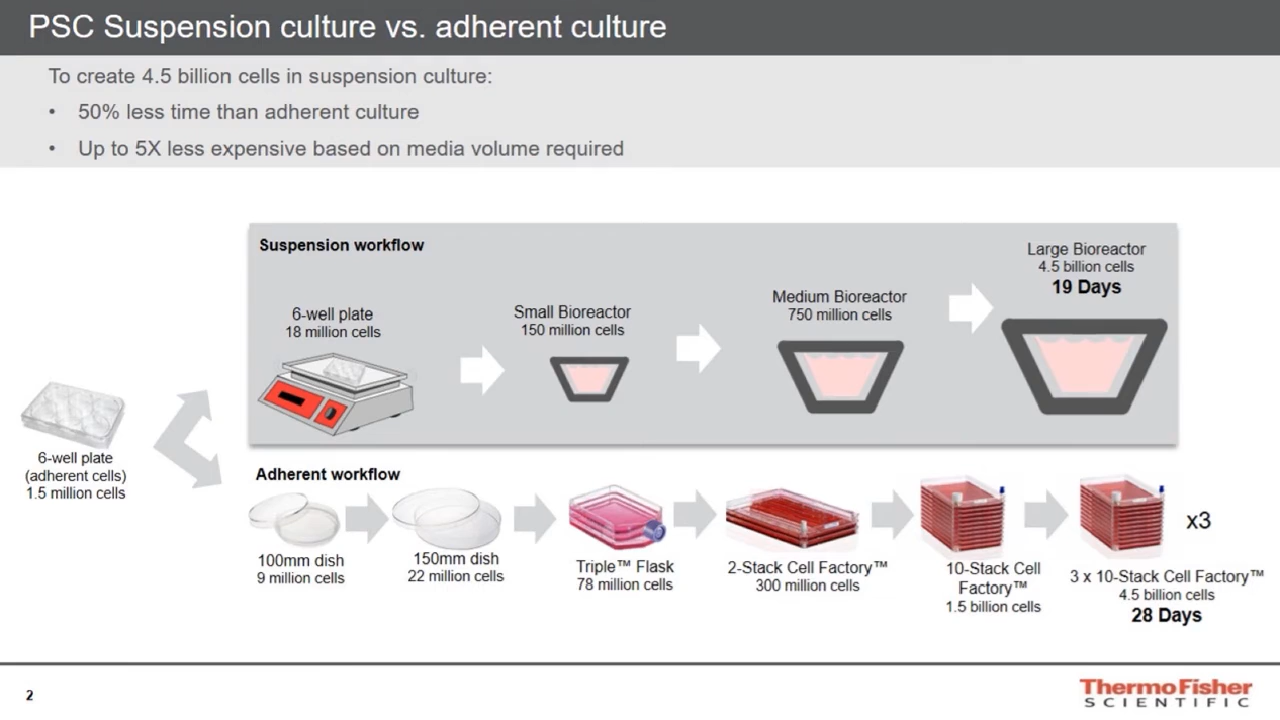 PSC Suspension culture vs. adherent culture
To create 4.5 billion cells in suspension culture:
• 50% less time than adherent culture
• Up to 5X less expensive based on media volume required
Suspension workflow
6-well plate
18 million cells
Small Bioreactor
150 million cells
Medium Bioreactor
750 million cells
Large Bioreactor
4.5 billion cells
19 Days
6-well plate
(adherent cells)
1.5 million cells
Adherent workflow
100mm dish
9 million cells
150mm dish
22 million cells
Triple™ Flask
78 million cells
2-Stack Cell Factory™
300 million cells
10-Stack Cell
Factory™
1.5 billion cells
x3
3 x 10-Stack Cell Factory™
4.5 billion cells
28 Days
2
ThermoFisher
SCIENTIFIC